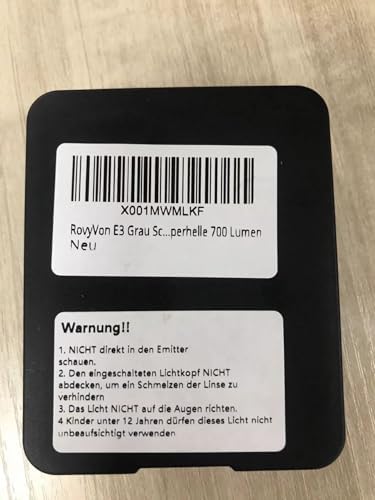 X001MWMLKF
RovyVon E3 Grau Sc...perhelle 700 Lumen
Neu
Warnung!!
1. NICHT direkt in den Emitter
schauen.
2. Den eingeschalteten Lichtkopf NICHT
abdecken, um ein Schmelzen der Linse zu
verhindern
3. Das Licht NICHT auf die Augen richten.
4 Kinder unter 12 Jahren dürfen dieses Licht nicht
unbeaufsichtigt verwenden